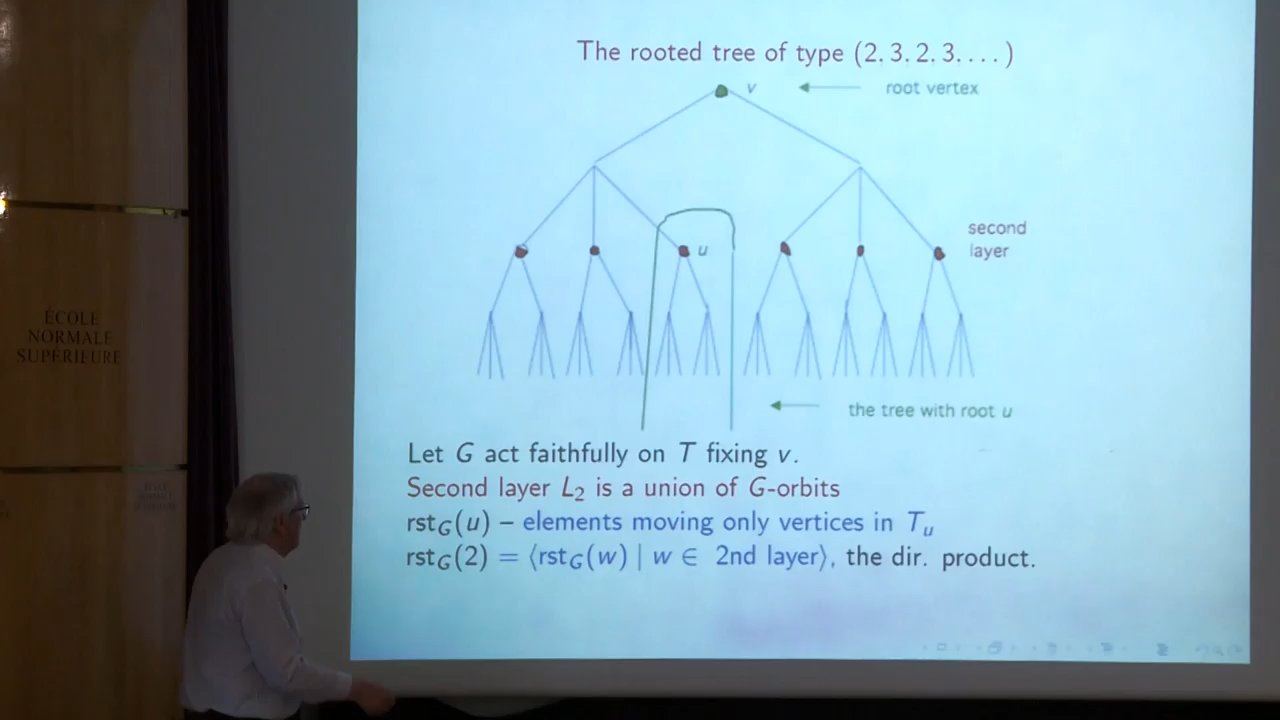 The rooted tree of type (2. 3. 2. 3. . . . )
v
root vertex
u
second
layer
the tree with root u
Let G act faithfully on T fixing v.
Second layer L₂ is a union of G-orbits
rst_G(u) – elements moving only vertices in T_u
rst_G(2) = ⟨rst_G(w) | w ∈ 2nd layer⟩, the dir. product.
ÉCOLE
NORMALE
SUPÉRIEURE